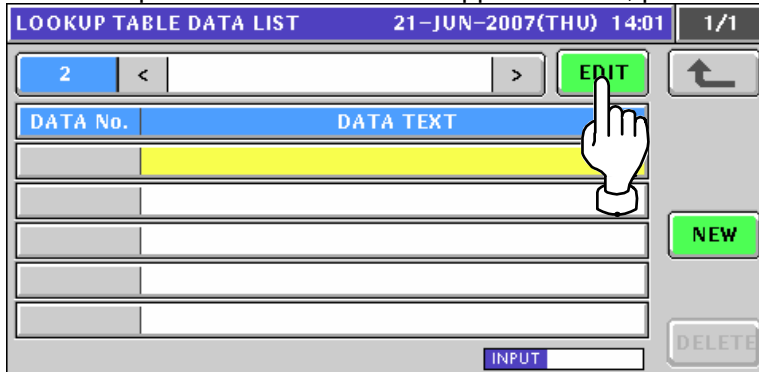 LOOKUP TABLE DATA LIST 21-JUN-2007(THU) 14:01 1/1
2 < > EDIT
DATA No. DATA TEXT
NEW
DELETE
INPUT